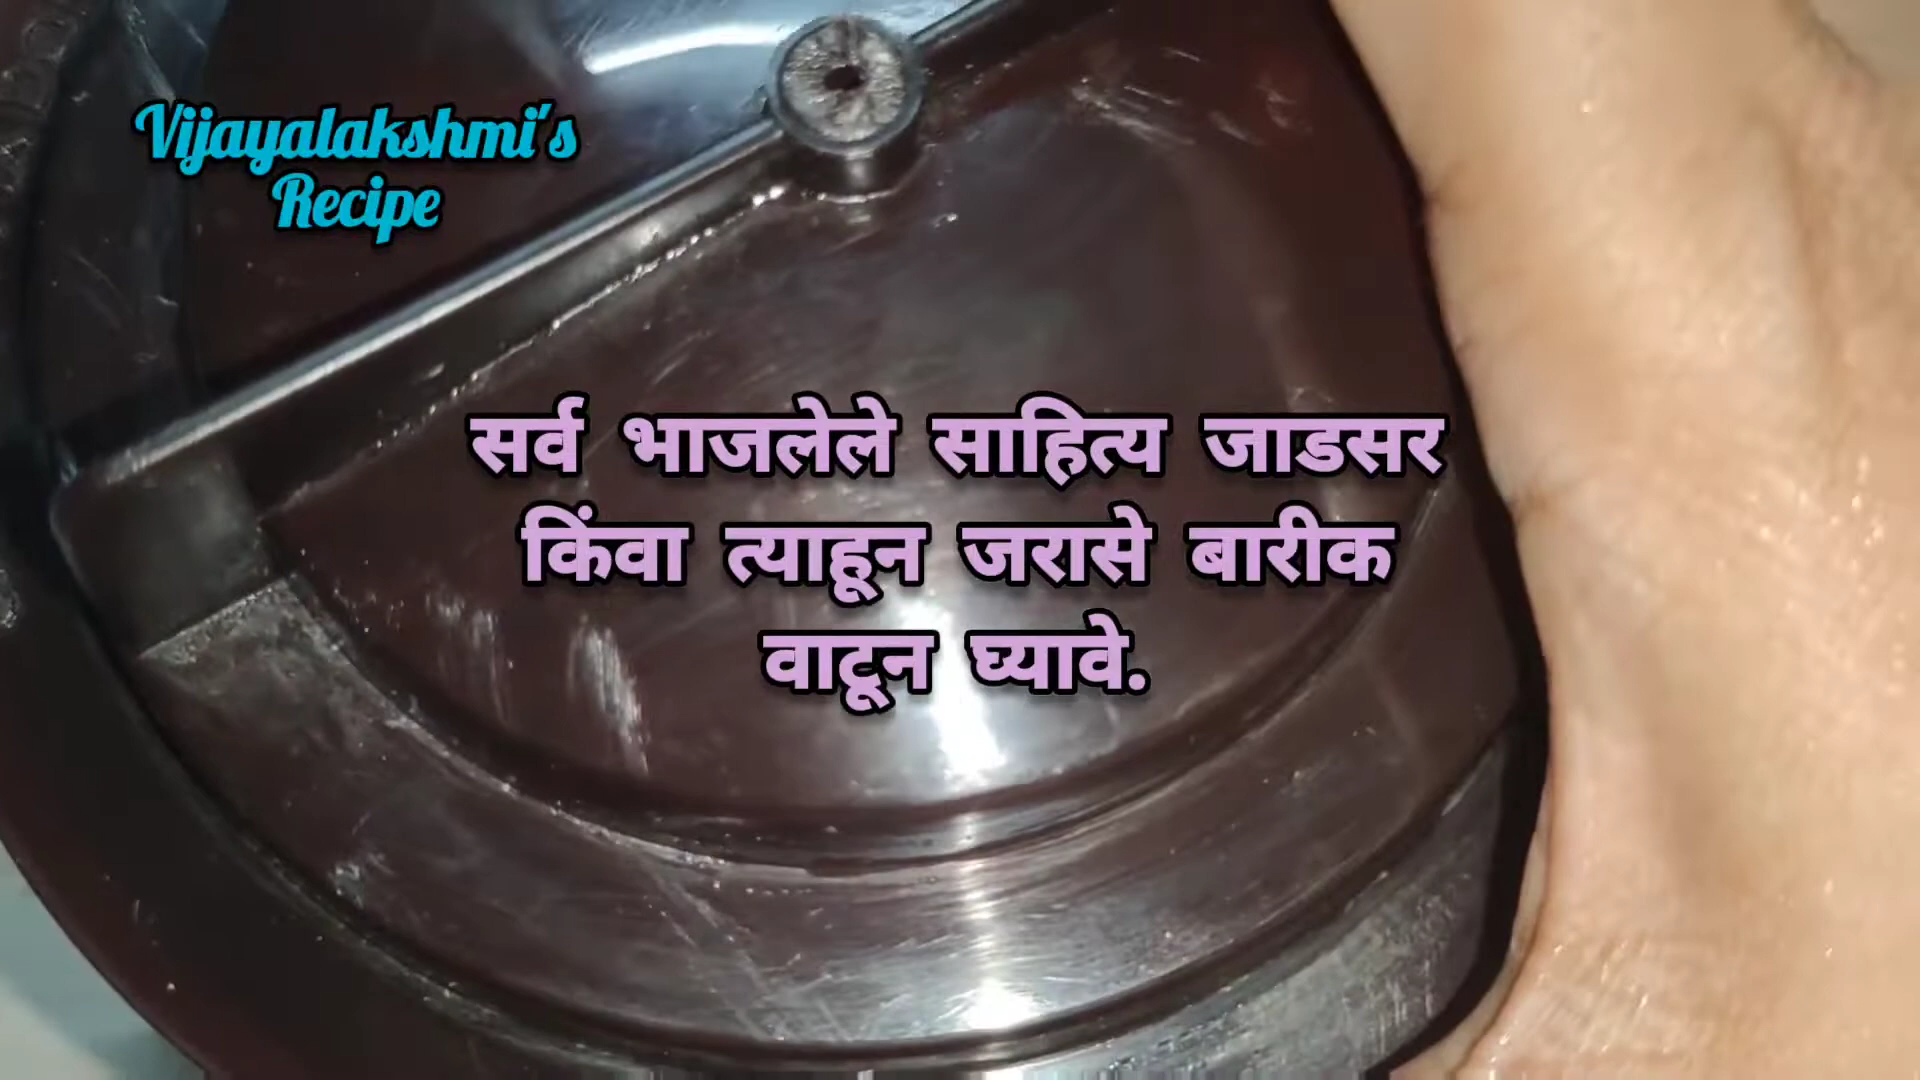 Vijayalakshmi's
Recipe
सर्व भाजलेले साहित्य जाडसर
किंवा त्याहून जरासे बारीक
वाटून घ्यावे.